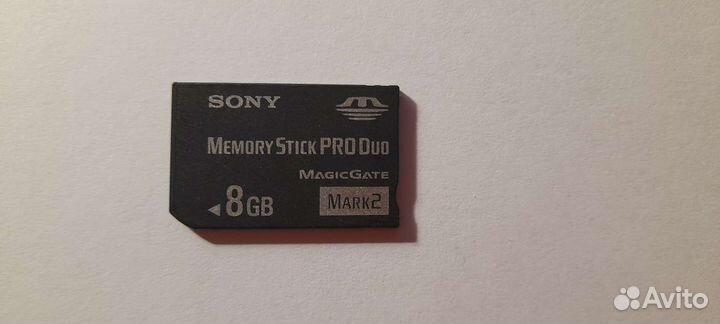 SONY
MEMORY STICK PRO DUO
MAGICGATE
8GB
MARK2
Avito